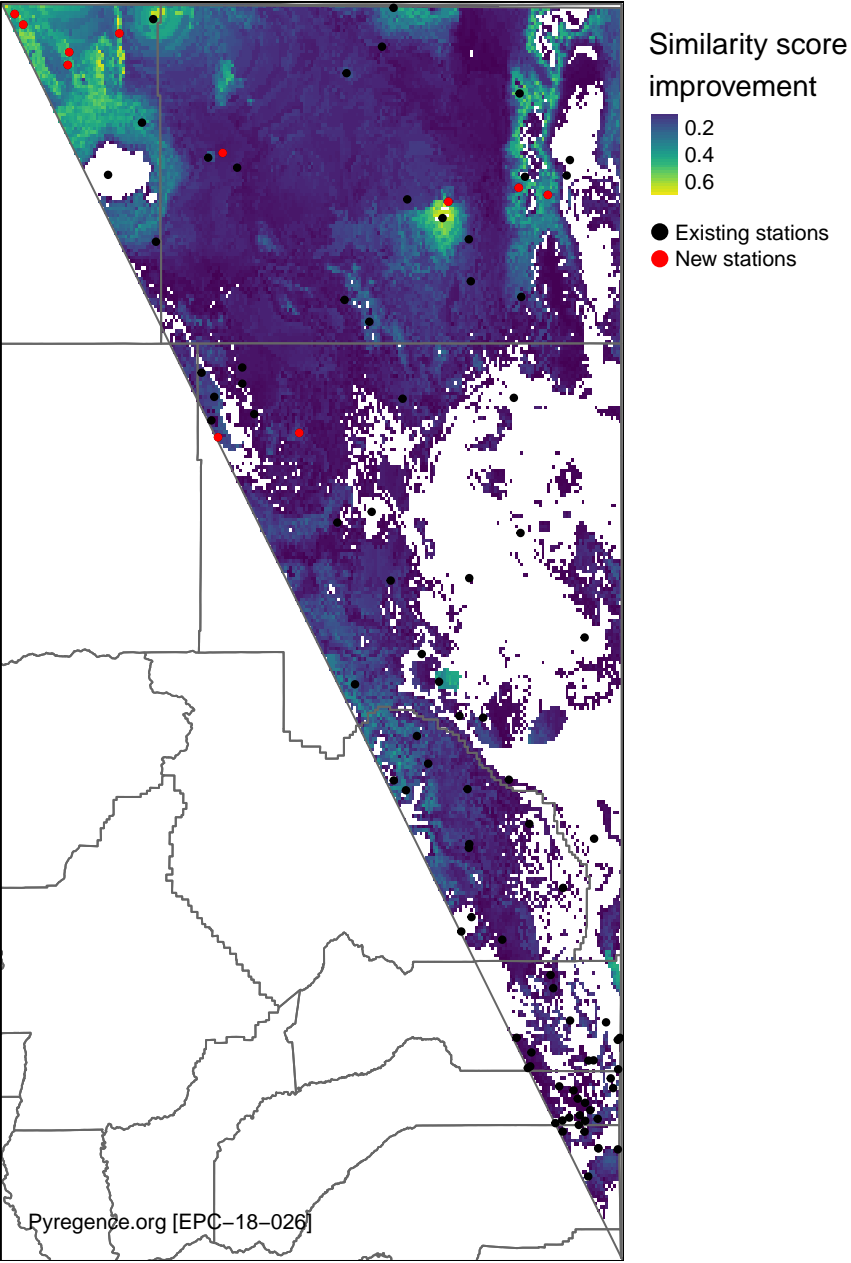 Similarity score
improvement
0.2
0.4
0.6
Existing stations
New stations
Pyregence.org [EPC−18−026]